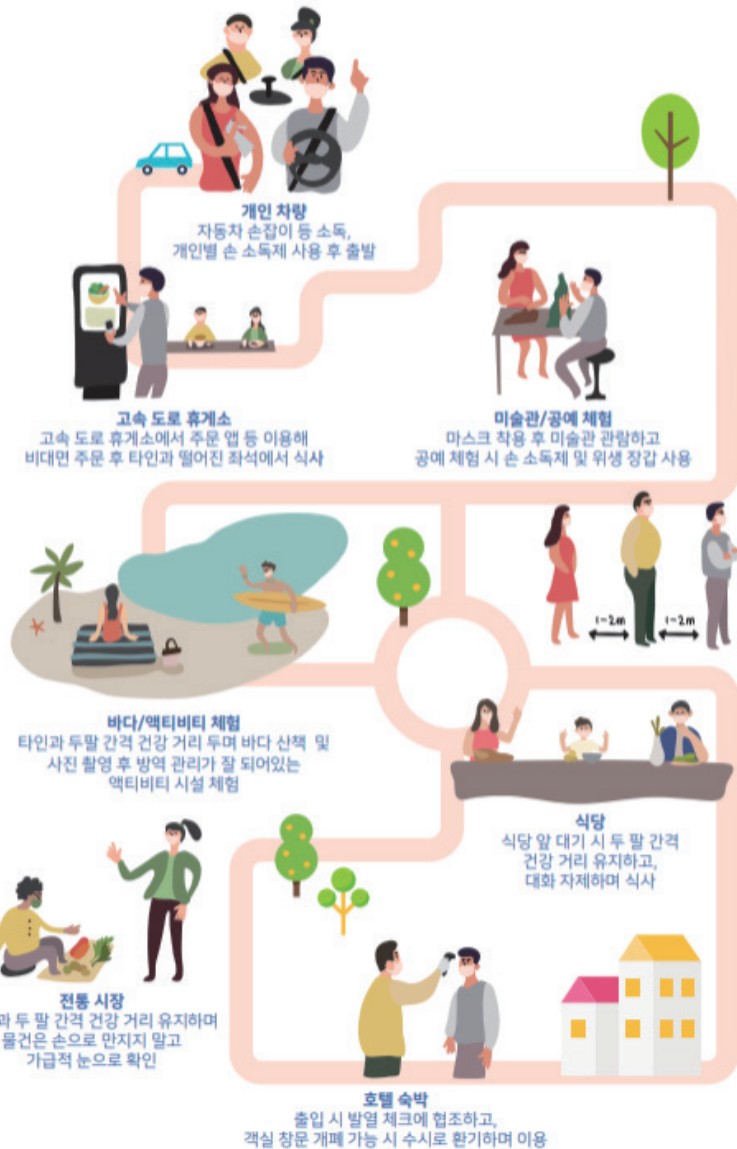 개인 차량
자동차 손잡이 등 소독,
개인별 손 소독제 사용 후 출발
고속 도로 휴게소
고속 도로 휴게소에서 주문 앱 등 이용해
비대면 주문 후 타인과 떨어진 좌석에서 식사
미술관/공예 체험
마스크 착용 후 미술관 관람하고
공예 체험 시 손 소독제 및 위생 장갑 사용
1~2m
1~2m
바다/액티비티 체험
타인과 두팔 간격 건강 거리 두며 바다 산책 및
사진 촬영 후 방역 관리가 잘 되어있는
액티비티 시설 체험
식당
식당 앞 대기 시 두 팔 간격
건강 거리 유지하고,
대화 자제하며 식사
전통 시장
과 두 팔 간격 건강 거리 유지하며
물건은 손으로 만지지 말고
가급적 눈으로 확인
호텔 숙박
출입 시 발열 체크에 협조하고,
객실 창문 개폐 가능 시 수시로 환기하며 이용